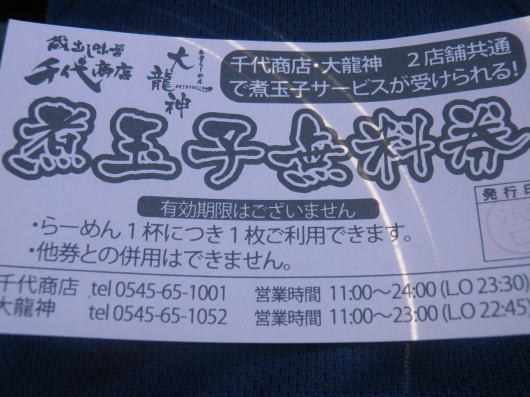 蔵出し味噌
千代商店
大龍神
千代商店・大龍神 2店舗共通
で煮玉子サービスが受けられる!
煮玉子無料券
有効期限はございません
発行日
・らーめん1杯につき1枚ご利用できます。
・他券との併用はできません。
千代商店 tel 0545-65-1001 営業時間 11:00～24:00 (LO 23:30)
大龍神 tel 0545-65-1052 営業時間 11:00～23:00 (LO 22:45)